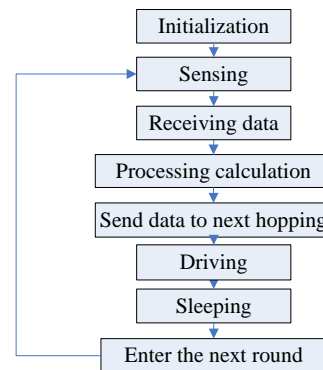 Initialization
Sensing
Receiving data
Processing calculation
Send data to next hopping
Driving
Sleeping
Enter the next round